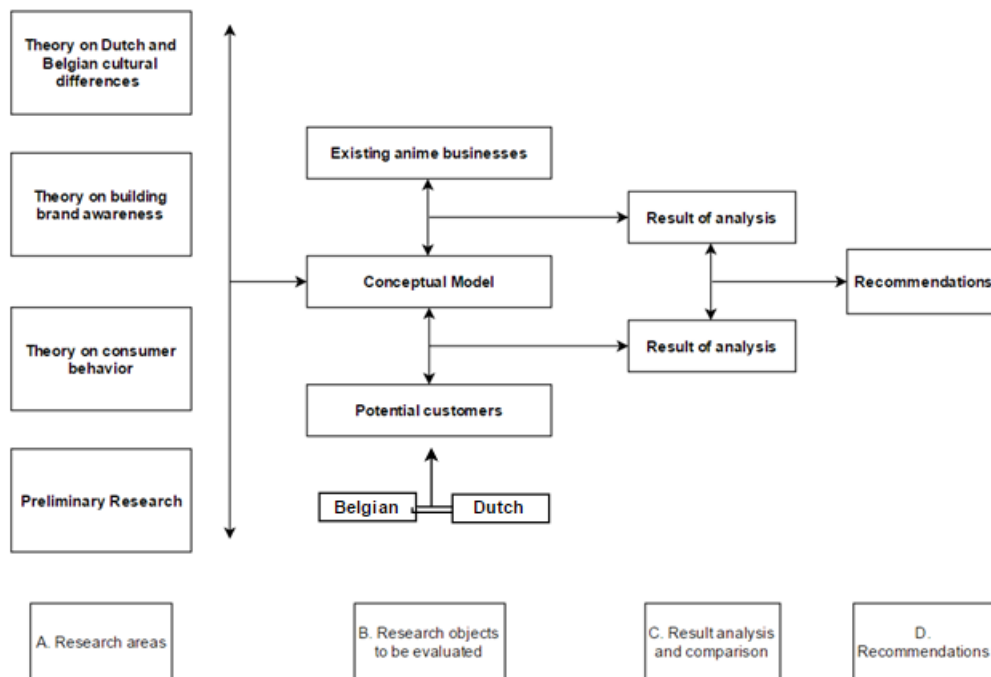 Theory on Dutch and
Belgian cultural
differences
Theory on building
brand awareness
Theory on consumer
behavior
Preliminary Research
Existing anime businesses
Conceptual Model
Potential customers
Belgian
Dutch
Result of analysis
Result of analysis
Recommendations
A. Research areas
B. Research objects
to be evaluated
C. Result analysis
and comparison
D.
Recommendations